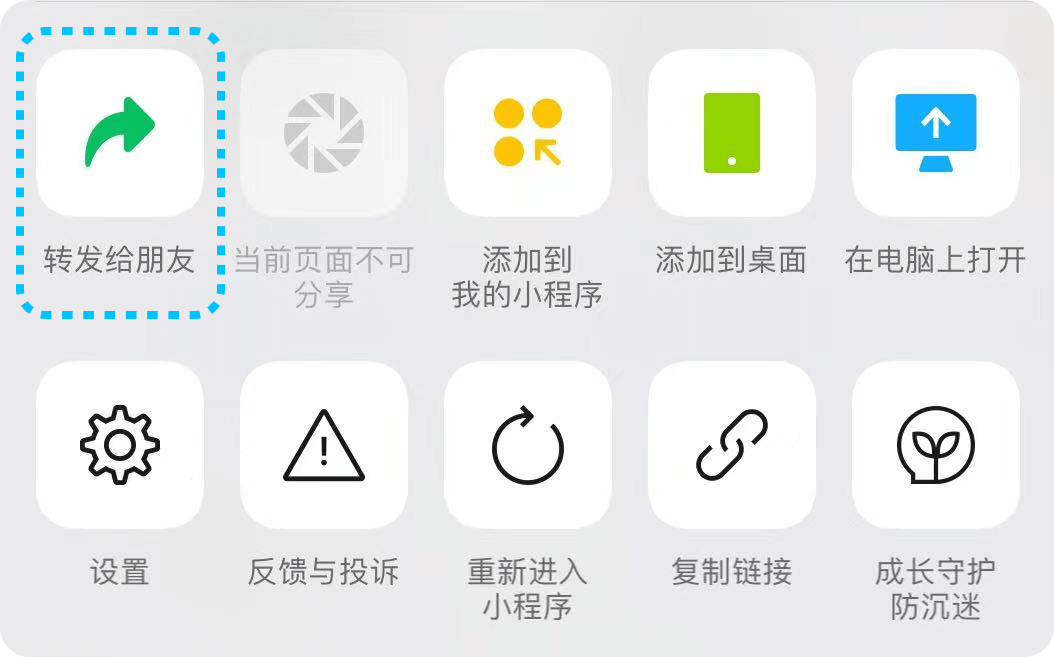 转发给朋友
当前页面不可
分享
添加到
我的小程序
添加到桌面
在电脑上打开
设置
反馈与投诉
重新进入
小程序
复制链接
成长守护
防沉迷